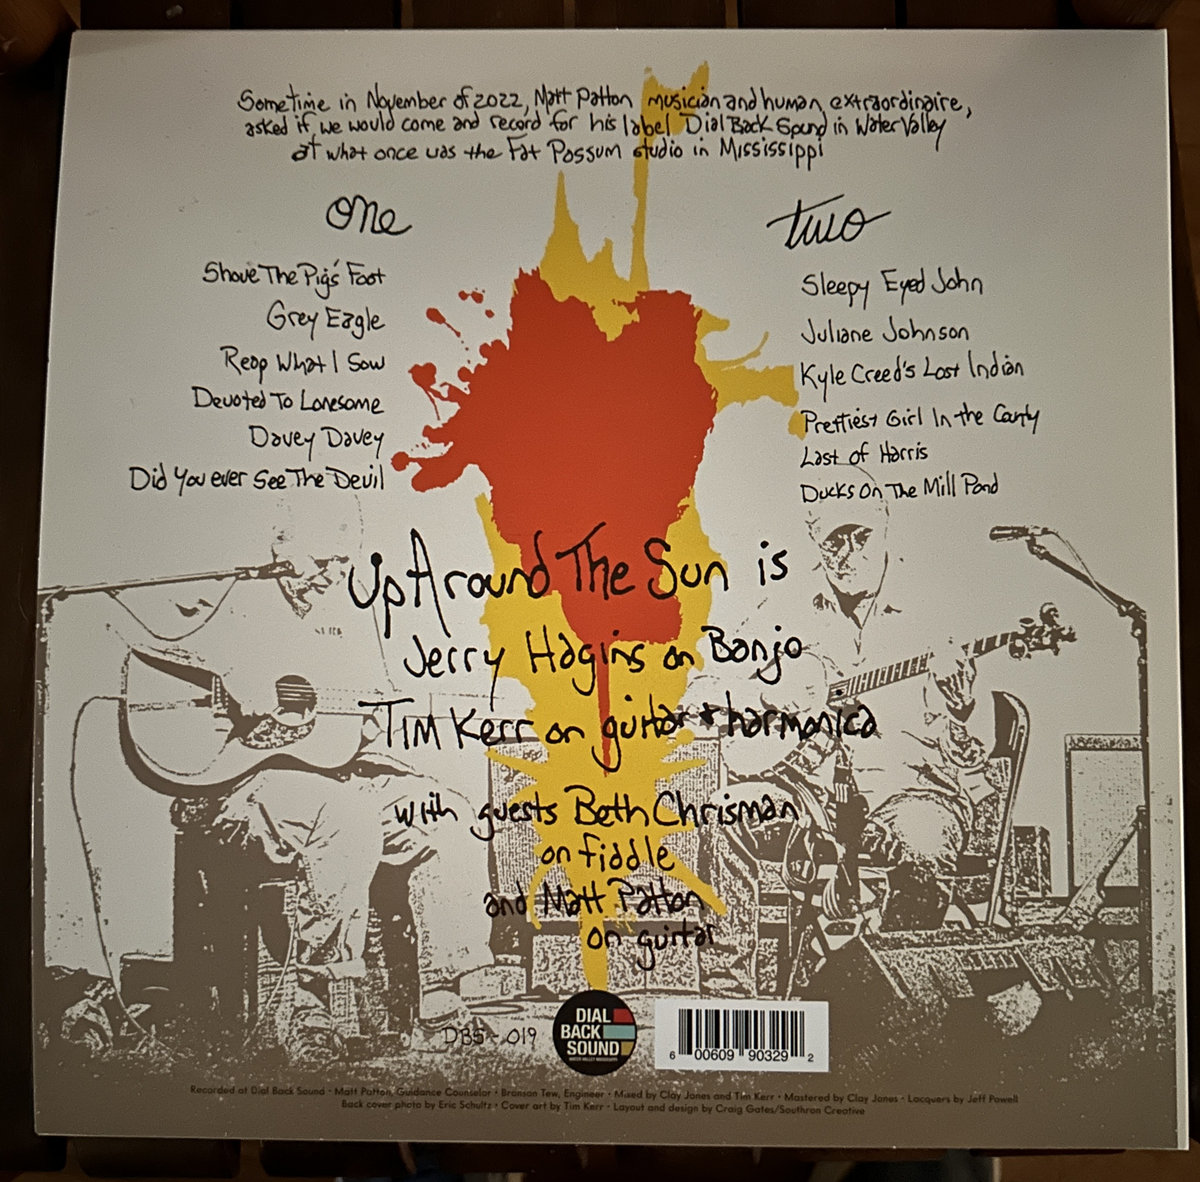 Sometime in November of 2022, Matt Patton musician and human extraordinaire,
asked if we would come and record for his label Dial Back Sound in Water Valley
at what once was the Fat Possum studio in Mississippi
one
Shove The Pig's Foot
Grey Eagle
Reap What I Sow
Devoted To Lonesome
Davey Davey
Did You ever See The Devil
two
Sleepy Eyed John
Juliane Johnson
Kyle Creed's Lost Indian
Prettiest Girl In the Canty
Last of Harris
Ducks On The Mill Pond
Up Around The Sun is
Jerry Hagins on Banjo
Tim Kerr on guitar + harmonica
with guests Beth Chrisman
on fiddle
and Matt Patton
on guitar
DBS-019
DIAL
BACK
SOUND
WATER VALLEY MISSISSIPPI
6 00609 90329 2
Recorded at Dial Back Sound • Matt Patton, Guidance Counselor • Bronson Tew, Engineer • Mixed by Clay Jones and Tim Kerr • Mastered by Clay Jones • Lacquers by Jeff Powell
Back cover photo by Eric Schultz • Cover art by Tim Kerr • Layout and design by Craig Gates/Southron Creative